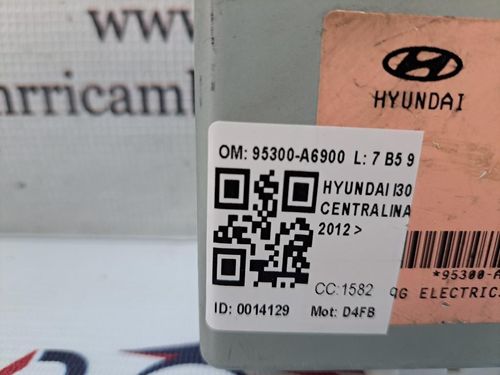 www.
nrricamb
HYUNDAI
OM: 95300-A6900 L: 7 B5 9
HYUNDAI I30
CENTRALINA
2012 >
CC:1582
ID: 0014129 Mot: D4FB
*95300-A
ELECTRIC